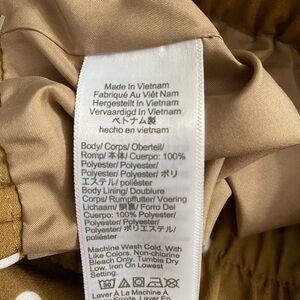 Made In Vietnam
Fabriqué Au Viêt Nam
Hergestellt In Vietnam
Vervaardigd In Vietnam
ベトナム製
hecho en vietnam
Body/ Corps/ Oberteil/
Romp/ 本体/ Cuerpo: 100%
Polyester/ Polyester/
Polyester/ Polyester/ ポリ
エステル/ poliéster
Body Lining/ Doublure
Corps/ Rumpffutter/ Voering
Lichaam/ 胴裏/ Forro Del
Cuerpo: 100% Polyester/
Polyester/ Polyester/
Polyester/ ポリエステル/
poliéster
Machine Wash Cold. With
Like Colors. Non-chlorine
Bleach Only. Tumble Dry
Low. Iron On Lowest
Setting.
Laver À La Machine À